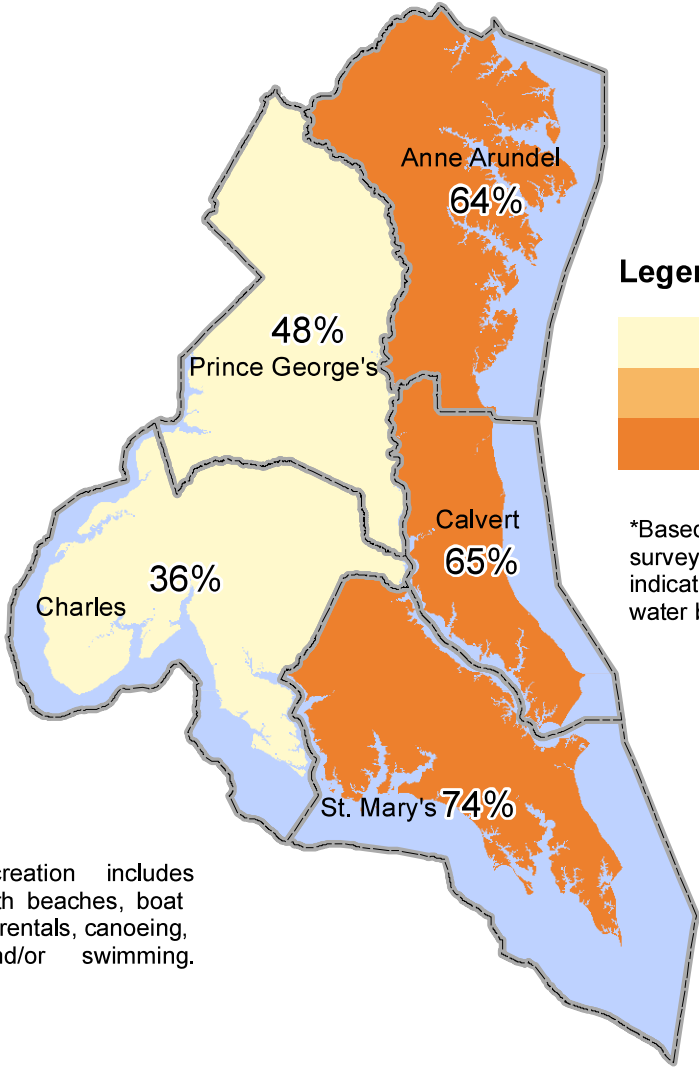 Anne Arundel
64%
Legen
48%
Prince George's
Calvert
65%
*Based
survey
indicat
water b
36%
Charles
St. Mary's 74%
creation includes
th beaches, boat
rentals, canoeing,
nd/or swimming.